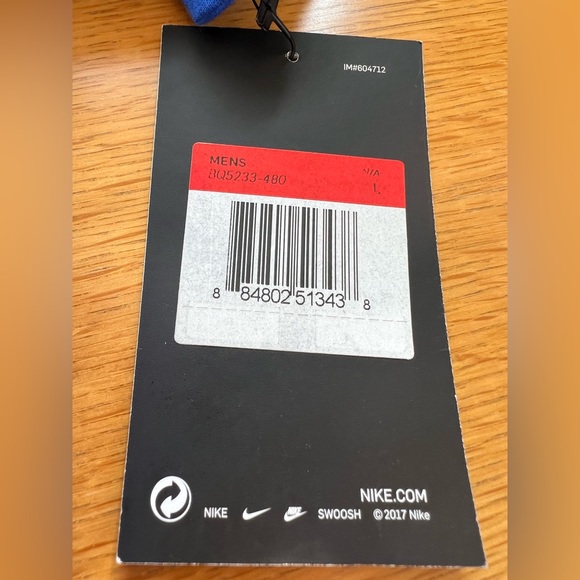 IM#604712
MENS N/A
BQ5233-480 L
8 84802 51343 8
NIKE.COM
NIKE SWOOSH © 2017 Nike